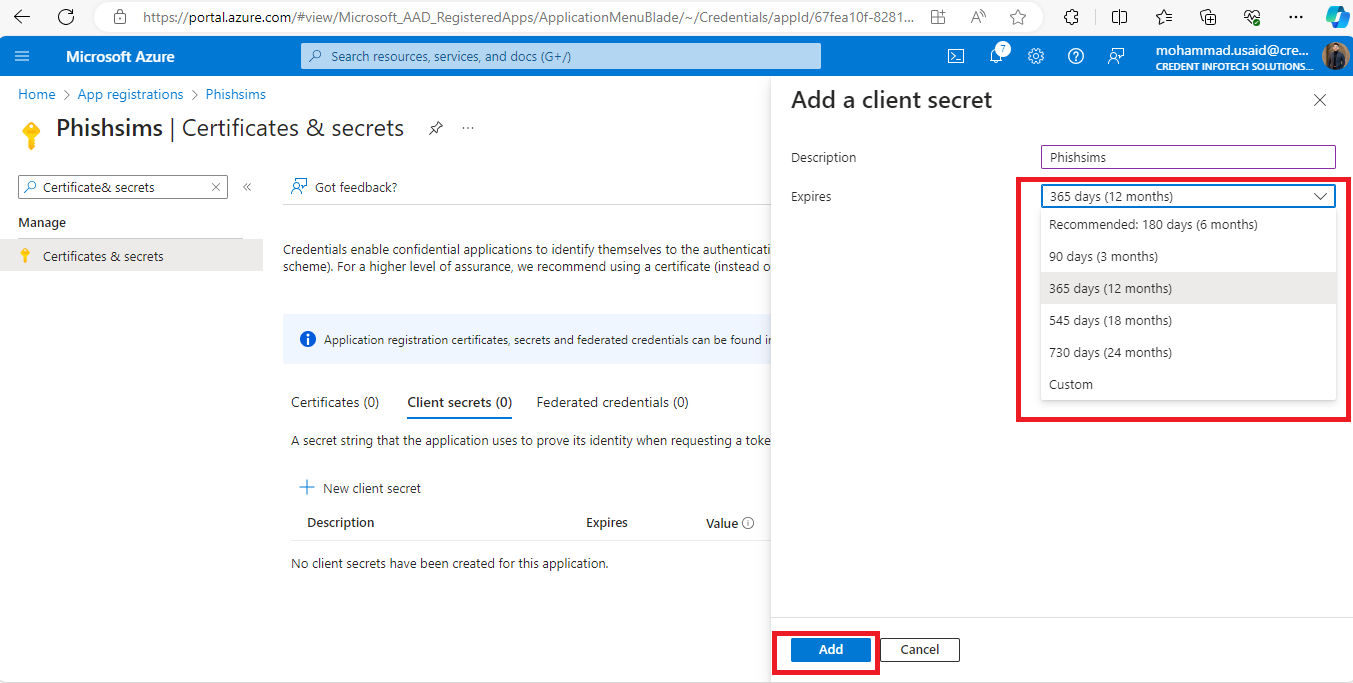 https://portal.azure.com/#view/Microsoft_AAD_RegisteredApps/ApplicationMenuBlade/~/Credentials/appId/67fea10f-8281...
Microsoft Azure
Search resources, services, and docs (G+/)
7
mohammad.usaid@cre...
CREDENT INFOTECH SOLUTIONS...
Home > App registrations > Phishsims
Phishsims | Certificates & secrets
Certificate& secrets
Manage
Certificates & secrets
Got feedback?
Credentials enable confidential applications to identify themselves to the authenticati
scheme). For a higher level of assurance, we recommend using a certificate (instead o
Application registration certificates, secrets and federated credentials can be found i
Certificates (0) Client secrets (0) Federated credentials (0)
A secret string that the application uses to prove its identity when requesting a toke
New client secret
Description Expires Value
No client secrets have been created for this application.
Add a client secret
Description Phishsims
Expires 365 days (12 months)
Recommended: 180 days (6 months)
90 days (3 months)
365 days (12 months)
545 days (18 months)
730 days (24 months)
Custom
Add Cancel